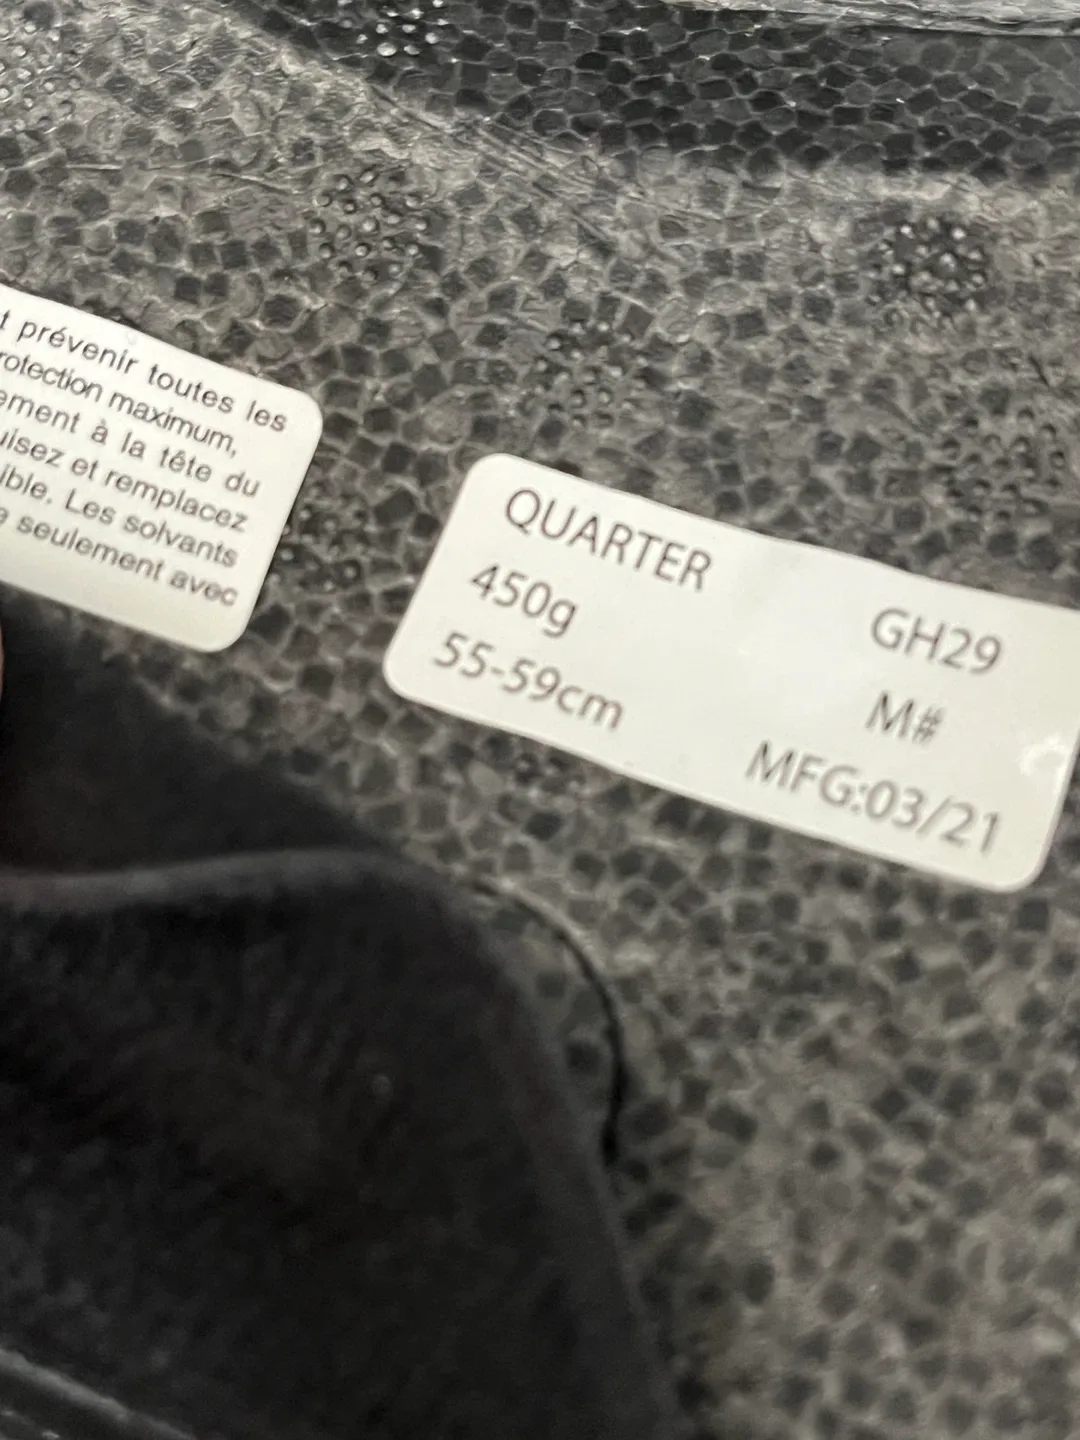 t prévenir toutes les
rotection maximum,
ement à la tête du
uisez et remplacez
ible. Les solvants
e seulement avec
QUARTER
450g
55-59cm
GH29
M#
MFG:03/21